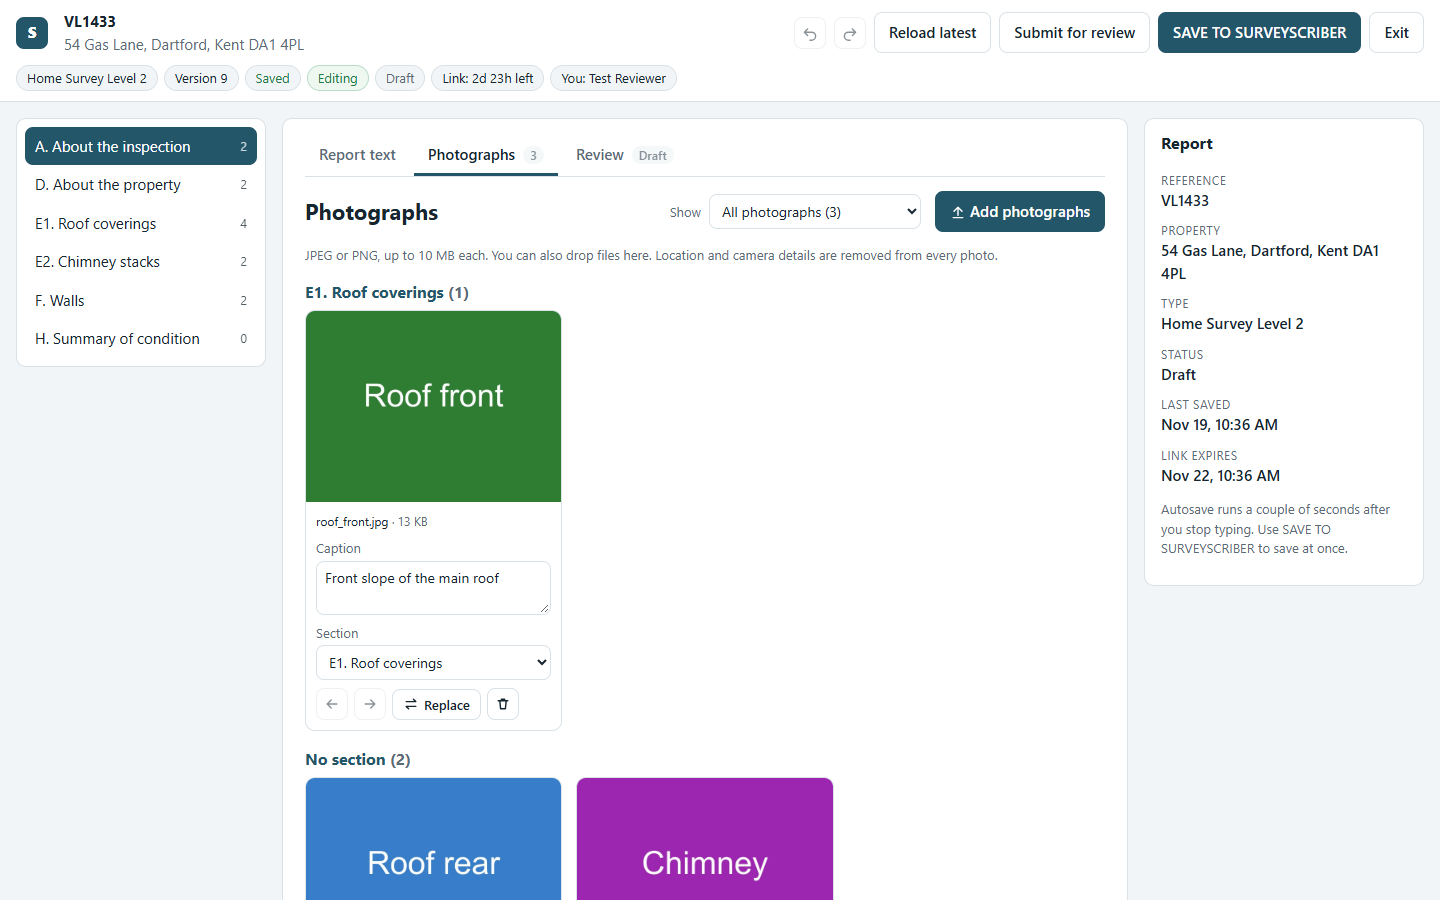 S
VL1433
54 Gas Lane, Dartford, Kent DA1 4PL
Reload latest
Submit for review
SAVE TO SURVEYSCRIBER
Exit
Home Survey Level 2
Version 9
Saved
Editing
Draft
Link: 2d 23h left
You: Test Reviewer
A. About the inspection 2
D. About the property 2
E1. Roof coverings 4
E2. Chimney stacks 2
F. Walls 2
H. Summary of condition 0
Report text
Photographs 3
Review Draft
Photographs
Show
All photographs (3)
Add photographs
JPEG or PNG, up to 10 MB each. You can also drop files here. Location and camera details are removed from every photo.
E1. Roof coverings (1)
Roof front
roof_front.jpg · 13 KB
Caption
Front slope of the main roof
Section
E1. Roof coverings
Replace
No section (2)
Roof rear
Chimney
Report
REFERENCE
VL1433
PROPERTY
54 Gas Lane, Dartford, Kent DA1
4PL
TYPE
Home Survey Level 2
STATUS
Draft
LAST SAVED
Nov 19, 10:36 AM
LINK EXPIRES
Nov 22, 10:36 AM
Autosave runs a couple of seconds after
you stop typing. Use SAVE TO
SURVEYSCRIBER to save at once.